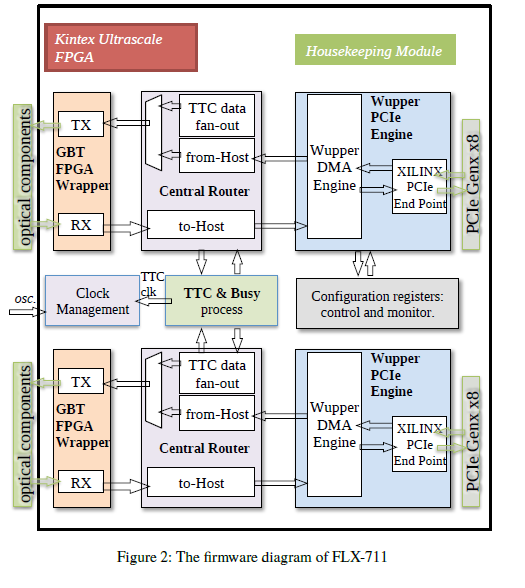 Kintex Ultrascale
FPGA
Housekeeping Module
optical components
TX
GBT
FPGA
Wrapper
RX
TTC data
fan-out
from-Host
Central Router
to-Host
Wupper
PCIe
Engine
Wupper
DMA
Engine
XILINX
PCIe
End Point
PCIe Genx x8
osc.
Clock
Management
TTC
clk
TTC & Busy
process
Configuration registers:
control and monitor.
optical components
TX
GBT
FPGA
Wrapper
RX
TTC data
fan-out
from-Host
Central Router
to-Host
Wupper
PCIe
Engine
Wupper
DMA
Engine
XILINX
PCIe
End Point
PCIe Genx x8
Figure 2: The firmware diagram of FLX-711